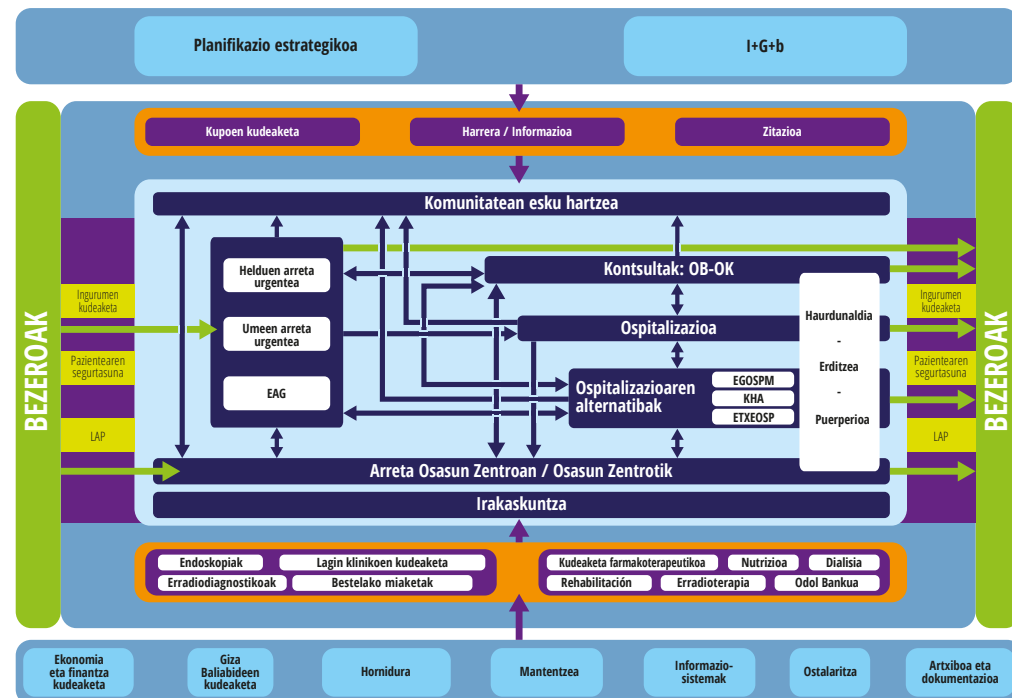 Planifikazio estrategikoa
I+G+b
Kupoen kudeaketa
Harrera / Informazioa
Zitazioa
BEZEROAK
Ingurumen
kudeaketa
Pazientearen
segurtasuna
LAP
Komunitatean esku hartzea
Helduen arreta
urgentea
Umeen arreta
urgentea
EAG
Kontsultak: OB-OK
Ospitalizazioa
Ospitalizazioaren
alternatibak
EGOSPM
KHA
ETXEOSP
Haurdunaldia
-
Erditzea
-
Puerperioa
Arreta Osasun Zentroan / Osasun Zentrotik
Irakaskuntza
Ingurumen
kudeaketa
Pazientearen
segurtasuna
LAP
BEZEROAK
Endoskopiak
Lagin klinikoen kudeaketa
Erradiodiagnostikoak
Bestelako miaketak
Kudeaketa farmakoterapeutikoa
Nutrizioa
Dialisia
Rehabilitación
Erradioterapia
Odol Bankua
Ekonomia
eta finantza
kudeaketa
Giza
Baliabideen
kudeaketa
Hornidura
Mantentzea
Informazio-
sistemak
Ostalaritza
Artxiboa eta
dokumentazioa